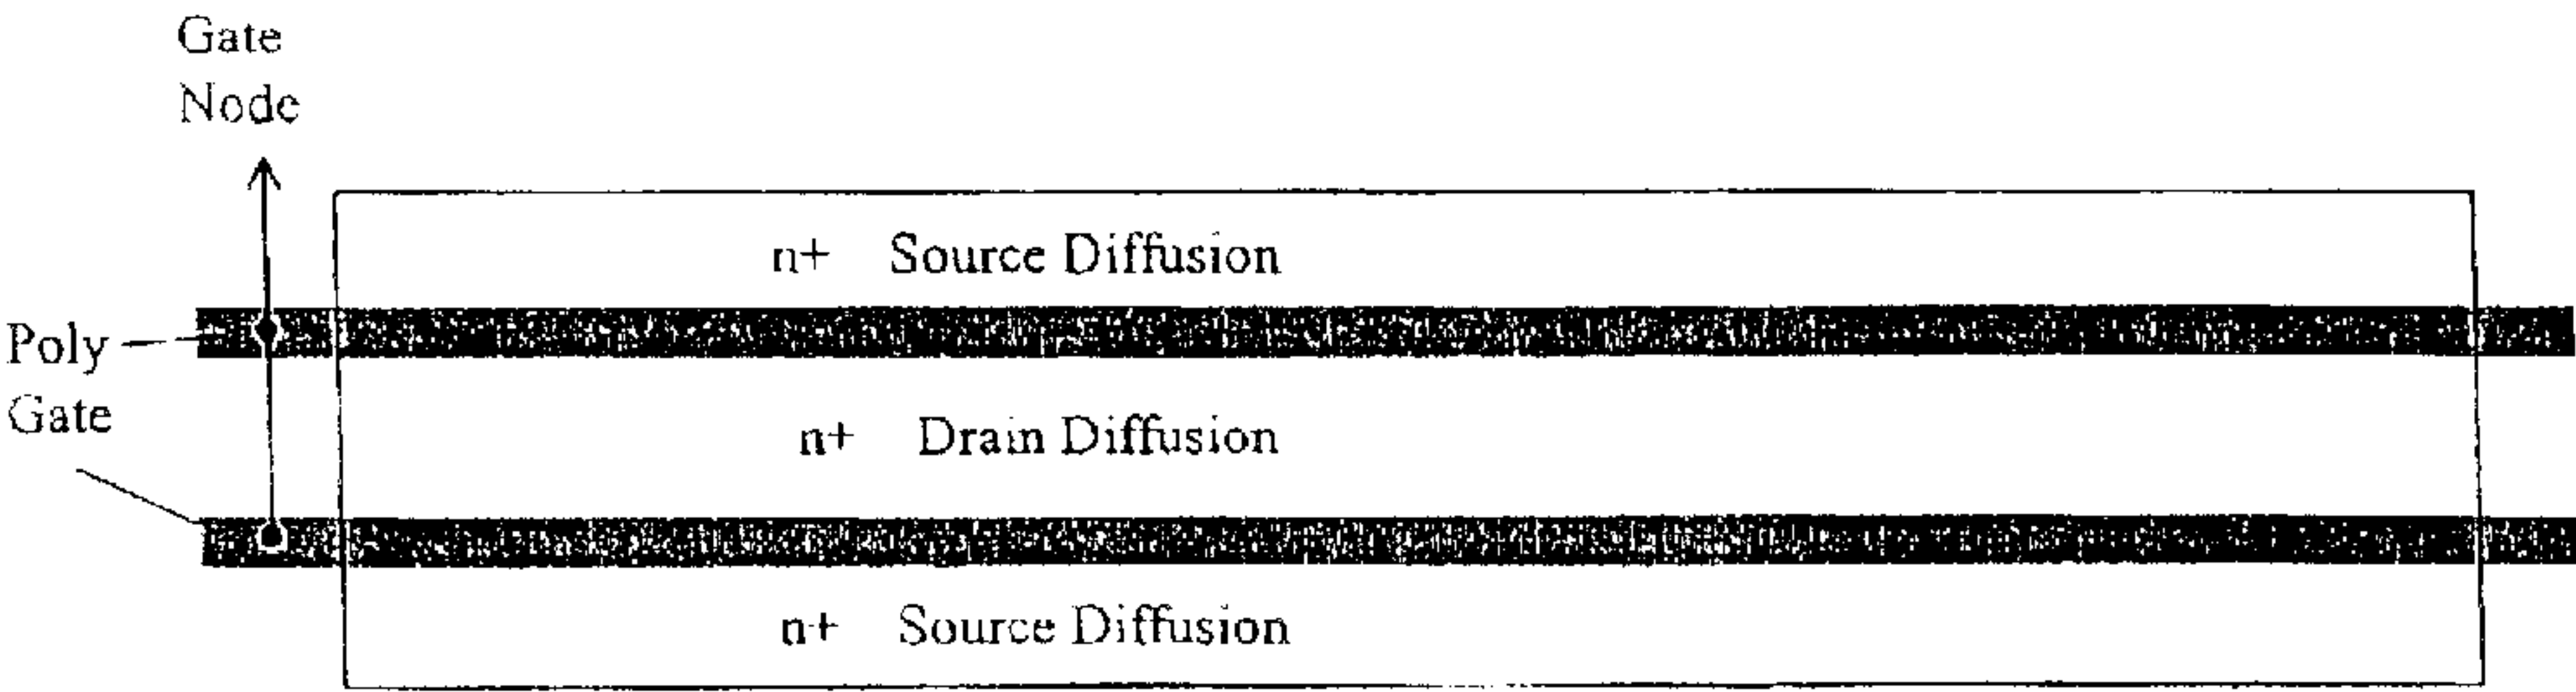 Gate
Node
n+ Source Diffusion
Poly
Gate
n+ Drain Diffusion
n+ Source Diffusion